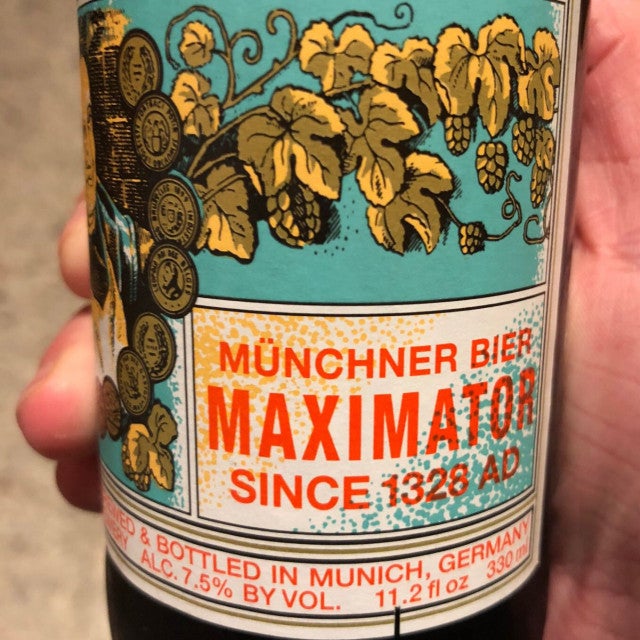 MÜNCHNER BIER
MAXIMATOR
SINCE 1328 AD
& BOTTLED IN MUNICH, GERMANY
ALC. 7.5% BY VOL. 11.2 fl oz 330 ml